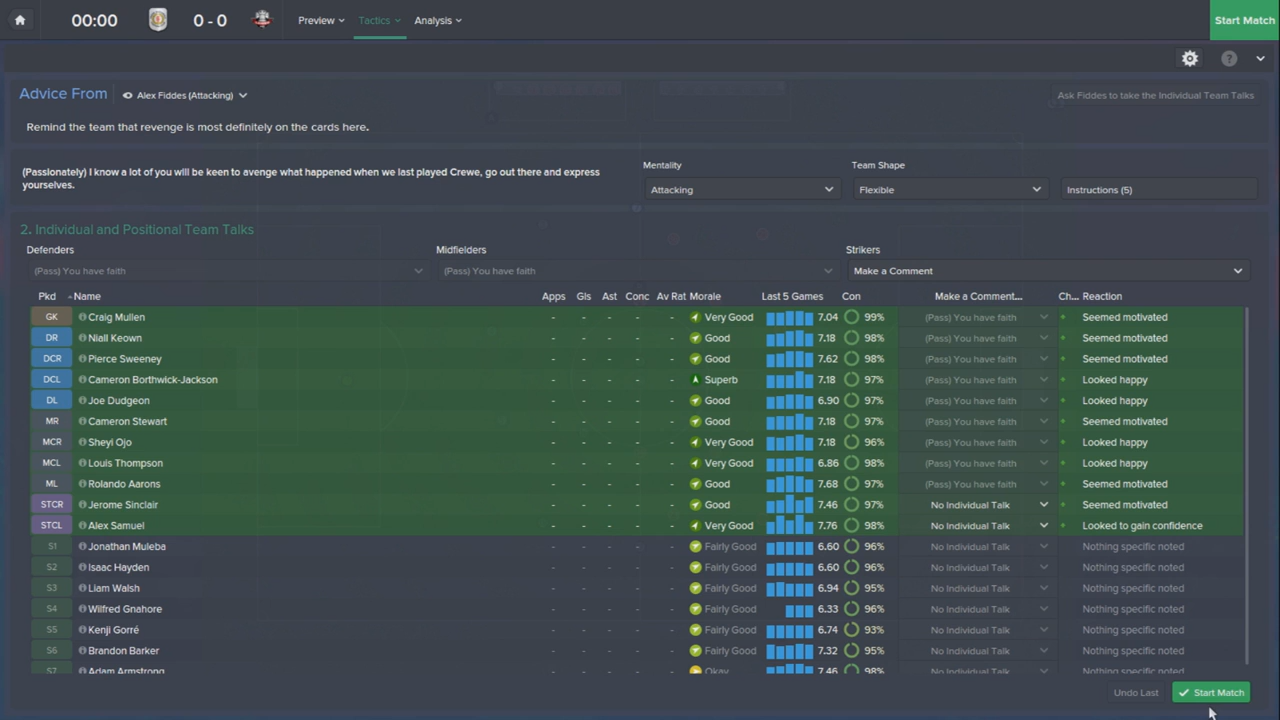 00:00 0 - 0 Preview Tactics Analysis Start Match
Advice From Alex Fiddes (Attacking) Ask Fiddes to take the Individual Team Talks
Remind the team that revenge is most definitely on the cards here.
(Passionately) I know a lot of you will be keen to avenge what happened when we last played Crewe, go out there and express
yourselves.
Mentality Team Shape
Attacking Flexible Instructions (5)
2. Individual and Positional Team Talks
Defenders Midfielders Strikers
(Pass) You have faith (Pass) You have faith Make a Comment
Pkd Name Apps Gls Ast Conc Av Rat Morale Last 5 Games Con Make a Comment... Ch... Reaction
GK Craig Mullen - - - - - Very Good 7.04 99% (Pass) You have faith Seemed motivated
DR Niall Keown - - - - - Good 7.18 98% (Pass) You have faith Seemed motivated
DCR Pierce Sweeney - - - - - Good 7.62 98% (Pass) You have faith Seemed motivated
DCL Cameron Borthwick-Jackson - - - - - Superb 7.18 97% (Pass) You have faith Looked happy
DL Joe Dudgeon - - - - - Good 6.90 97% (Pass) You have faith Looked happy
MR Cameron Stewart - - - - - Good 7.18 97% (Pass) You have faith Seemed motivated
MCR Sheyi Ojo - - - - - Very Good 7.18 96% (Pass) You have faith Looked happy
MCL Louis Thompson - - - - - Very Good 6.86 98% (Pass) You have faith Looked happy
ML Rolando Aarons - - - - - Good 7.68 97% (Pass) You have faith Seemed motivated
STCR Jerome Sinclair - - - - - Good 7.46 97% No Individual Talk Seemed motivated
STCL Alex Samuel - - - - - Very Good 7.76 98% No Individual Talk Looked to gain confidence
S1 Jonathan Muleba - - - - - Fairly Good 6.60 96% No Individual Talk Nothing specific noted
S2 Isaac Hayden - - - - - Fairly Good 6.60 96% No Individual Talk Nothing specific noted
S3 Liam Walsh - - - - - Fairly Good 6.94 95% No Individual Talk Nothing specific noted
S4 Wilfred Gnahore - - - - - Fairly Good 6.33 96% No Individual Talk Nothing specific noted
S5 Kenji Gorré - - - - - Fairly Good 6.74 93% No Individual Talk Nothing specific noted
S6 Brandon Barker - - - - - Fairly Good 7.32 95% No Individual Talk Nothing specific noted
S7 Adam Armstrong - - - - - Okay 7.46 98% No Individual Talk Nothing specific noted
Undo Last Start Match